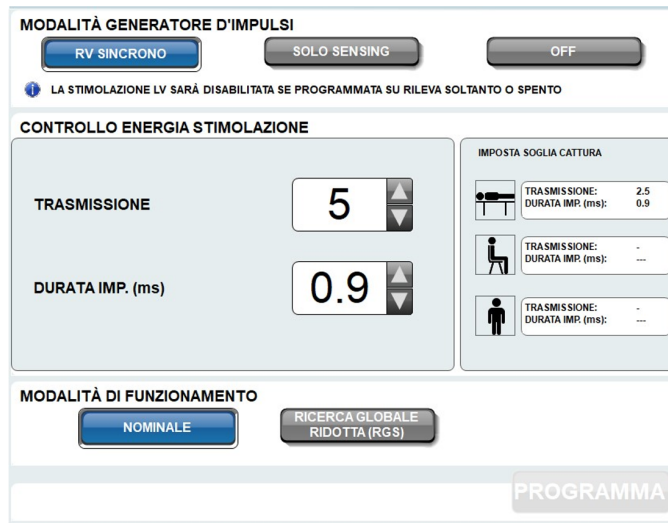 MODALITÀ GENERATORE D'IMPULSI
RV SINCRONO SOLO SENSING OFF
i LA STIMOLAZIONE LV SARÁ DISABILITATA SE PROGRAMMATA SU RILEVA SOLTANTO O SPENTO
CONTROLLO ENERGIA STIMOLAZIONE
TRASMISSIONE 5
DURATA IMP. (ms) 0.9
IMPOSTA SOGLIA CATTURA
TRASMISSIONE: 2.5
DURATA IMP. (ms): 0.9
TRASMISSIONE: -
DURATA IMP. (ms): ---
TRASMISSIONE: -
DURATA IMP. (ms): ---
MODALITÀ DI FUNZIONAMENTO
NOMINALE
RICERCA GLOBALE
RIDOTTA (RGS)
PROGRAMMA